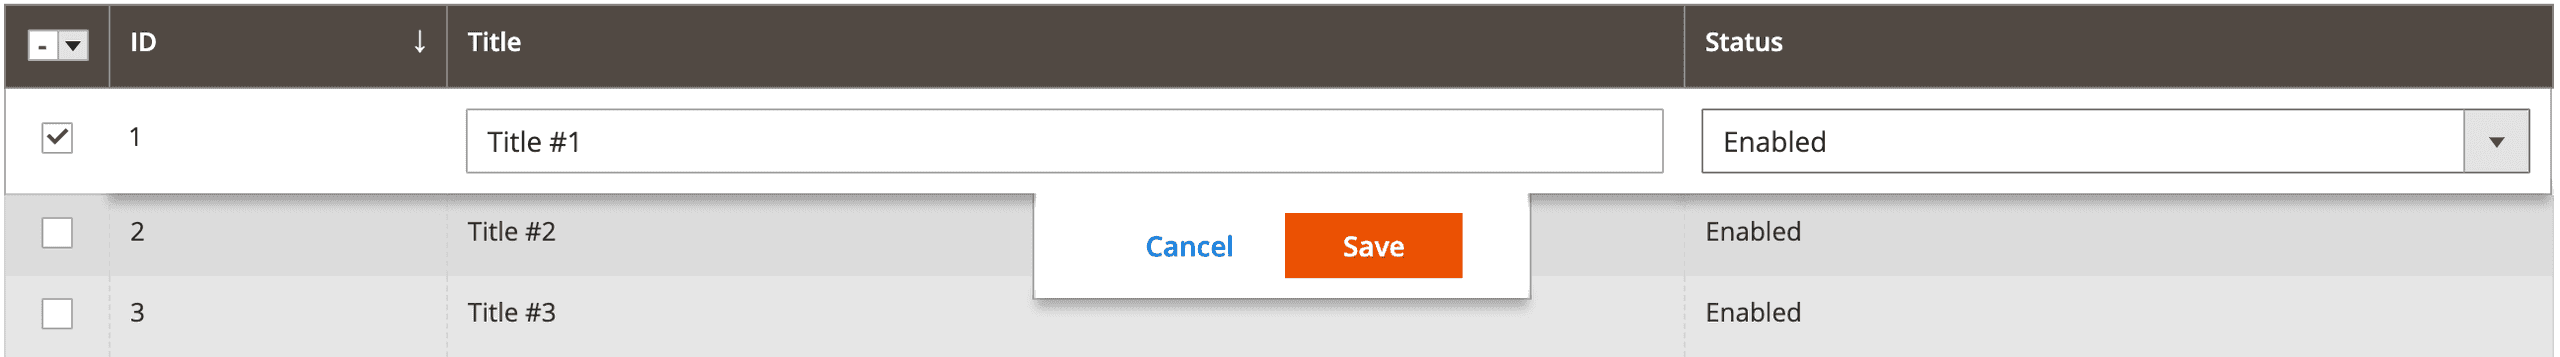 ID ↓ Title Status
1 Title #1 Enabled
2 Title #2 Enabled
Cancel Save
3 Title #3 Enabled